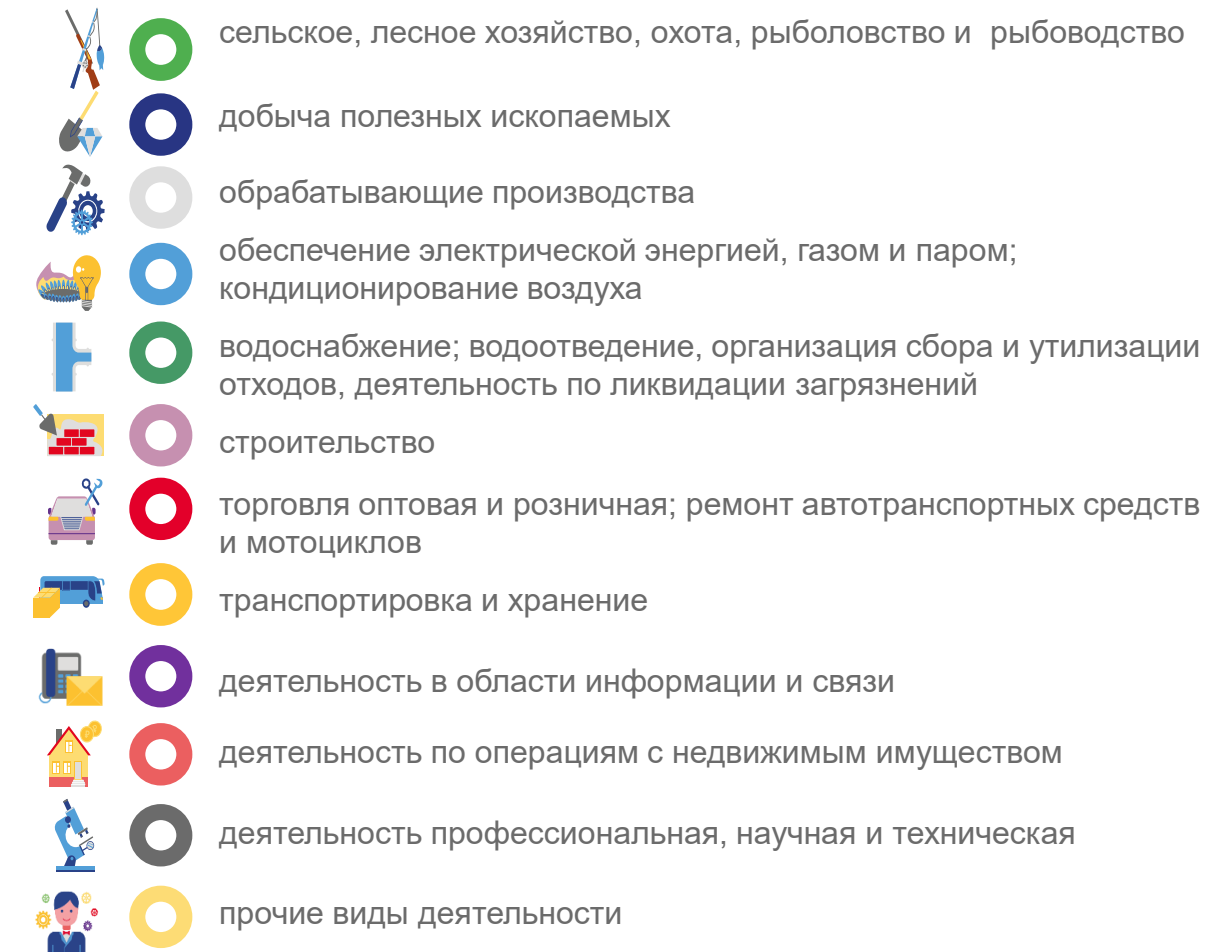 сельское, лесное хозяйство, охота, рыболовство и рыбоводство
добыча полезных ископаемых
обрабатывающие производства
обеспечение электрической энергией, газом и паром;
кондиционирование воздуха
водоснабжение; водоотведение, организация сбора и утилизации
отходов, деятельность по ликвидации загрязнений
строительство
торговля оптовая и розничная; ремонт автотранспортных средств
и мотоциклов
транспортировка и хранение
деятельность в области информации и связи
деятельность по операциям с недвижимым имуществом
деятельность профессиональная, научная и техническая
прочие виды деятельности